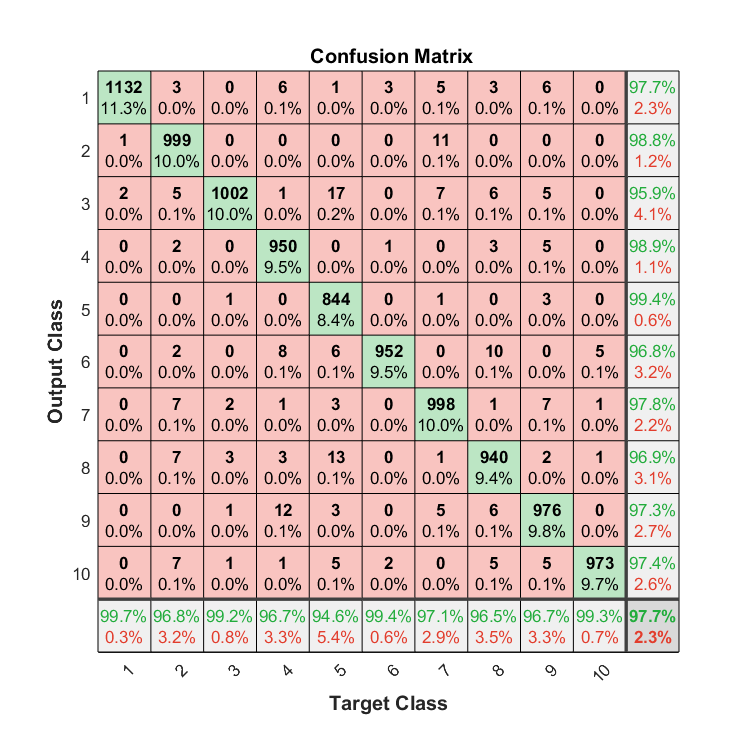 Confusion Matrix
1132 3 0 6 1 3 5 3 6 0 97.7%
1 11.3% 0.0% 0.0% 0.1% 0.0% 0.0% 0.1% 0.0% 0.1% 0.0% 2.3%
1 999 0 0 0 0 11 0 0 0 98.8%
2 0.0% 10.0% 0.0% 0.0% 0.0% 0.0% 0.1% 0.0% 0.0% 0.0% 1.2%
2 5 1002 1 17 0 7 6 5 0 95.9%
3 0.0% 0.1% 10.0% 0.0% 0.2% 0.0% 0.1% 0.1% 0.1% 0.0% 4.1%
0 2 0 950 0 1 0 3 5 0 98.9%
4 0.0% 0.0% 0.0% 9.5% 0.0% 0.0% 0.0% 0.0% 0.1% 0.0% 1.1%
0 0 1 0 844 0 1 0 3 0 99.4%
5 0.0% 0.0% 0.0% 0.0% 8.4% 0.0% 0.0% 0.0% 0.0% 0.0% 0.6%
0 2 0 8 6 952 0 10 0 5 96.8%
6 0.0% 0.0% 0.0% 0.1% 0.1% 9.5% 0.0% 0.1% 0.0% 0.1% 3.2%
0 7 2 1 3 0 998 1 7 1 97.8%
7 0.0% 0.1% 0.0% 0.0% 0.0% 0.0% 10.0% 0.0% 0.1% 0.0% 2.2%
0 7 3 3 13 0 1 940 2 1 96.9%
8 0.0% 0.1% 0.0% 0.0% 0.1% 0.0% 0.0% 9.4% 0.0% 0.0% 3.1%
0 0 1 12 3 0 5 6 976 0 97.3%
9 0.0% 0.0% 0.0% 0.1% 0.0% 0.0% 0.1% 0.1% 9.8% 0.0% 2.7%
0 7 1 1 5 2 0 5 5 973 97.4%
10 0.0% 0.1% 0.0% 0.0% 0.1% 0.0% 0.0% 0.1% 0.1% 9.7% 2.6%
99.7% 96.8% 99.2% 96.7% 94.6% 99.4% 97.1% 96.5% 96.7% 99.3% 97.7%
0.3% 3.2% 0.8% 3.3% 5.4% 0.6% 2.9% 3.5% 3.3% 0.7% 2.3%
1 2 3 4 5 6 7 8 9 10
Target Class
Output Class